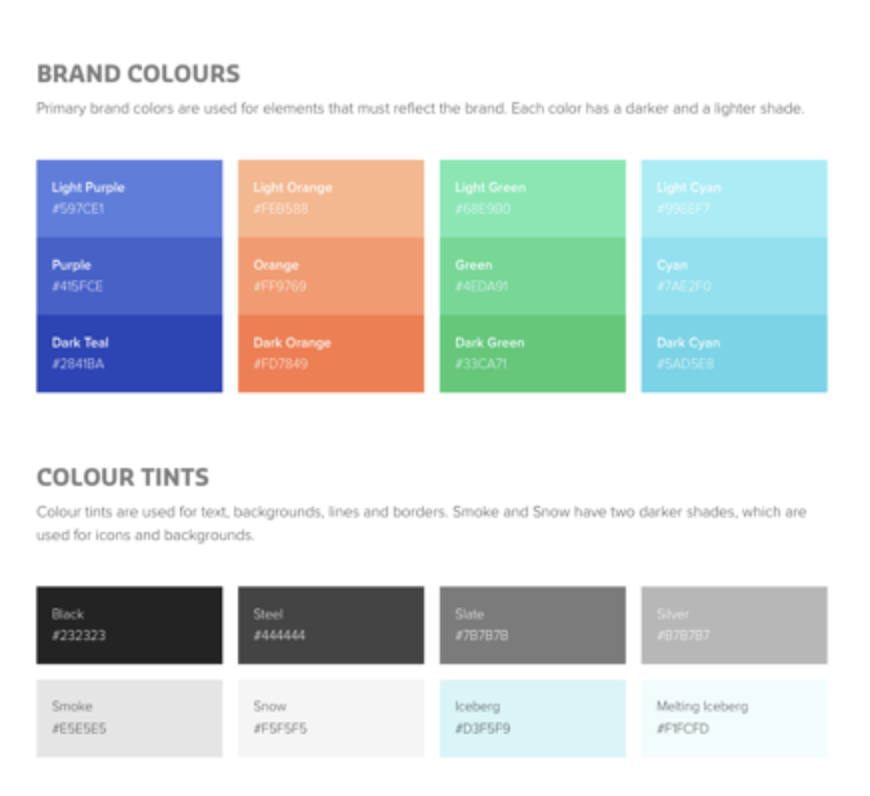 BRAND COLOURS
Primary brand colors are used for elements that must reflect the brand. Each color has a darker and a lighter shade.
Light Purple
#597CE1
Light Orange
#FEB588
Light Green
#68E9B0
Light Cyan
#99EEF7
Purple
#415FCE
Orange
#FF9769
Green
#4EDA91
Cyan
#7AE2F0
Dark Teal
#2841BA
Dark Orange
#FD7849
Dark Green
#33CA71
Dark Cyan
#5AD5E8
COLOUR TINTS
Colour tints are used for text, backgrounds, lines and borders. Smoke and Snow have two darker shades, which are
used for icons and backgrounds.
Black
#232323
Steel
#444444
Slate
#7B7B7B
Silver
#B7B7B7
Smoke
#E5E5E5
Snow
#F5F5F5
Iceberg
#D3F5F9
Melting Iceberg
#F1FCFD